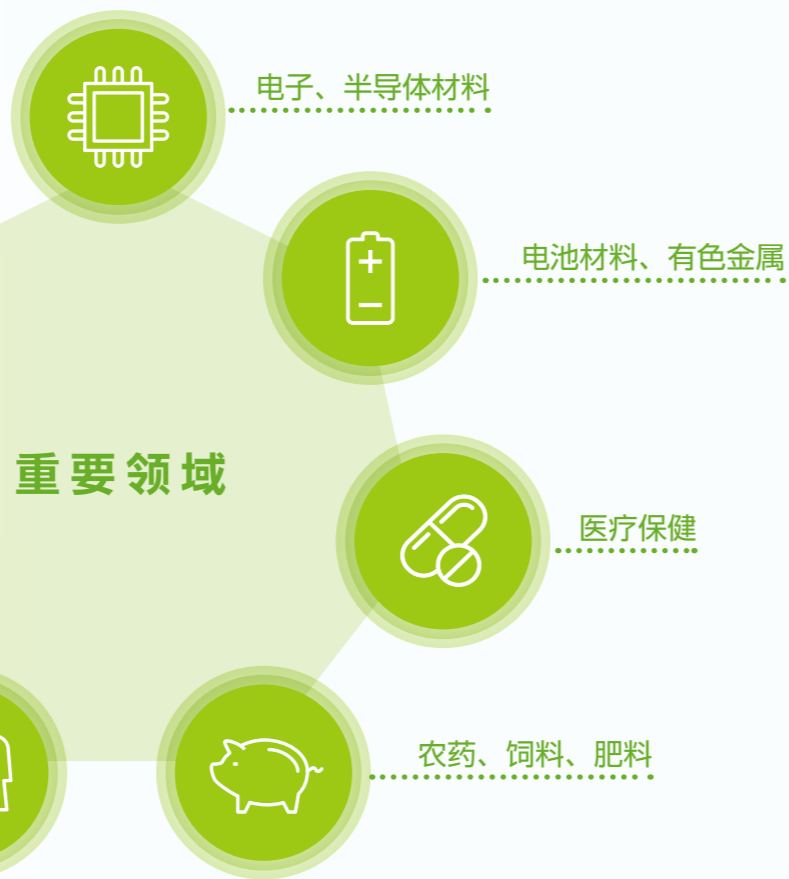 电子、半导体材料
电池材料、有色金属
重要领域
医疗保健
农药、饲料、肥料